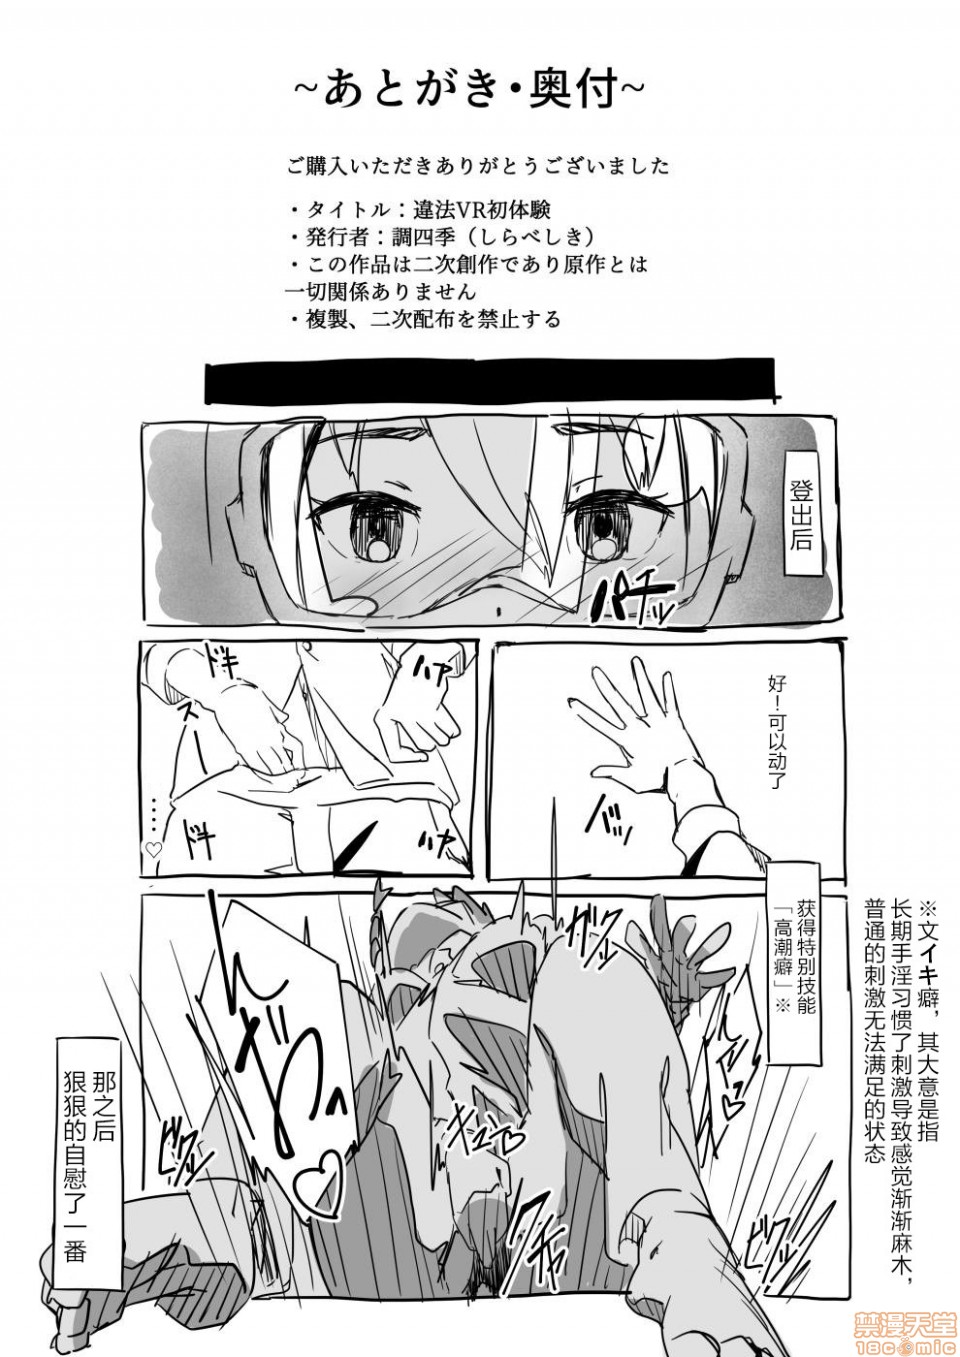 ~あとがき・奥付~
ご購入いただきありがとうございました
・タイトル：違法VR初体験
・発行者：調四季（しらべしき）
・この作品は二次創作であり原作とは
一切関係ありません
・複製、二次配布を禁止する
登出后
パチッ
好！可以动了
バッ
ドキ
ハァ
スー
ドキ
ハァ
……♡
※文イキ癖，其大意是指
长期手淫习惯了刺激导致感觉渐渐麻木，
普通的刺激无法满足的状态
获得特别技能
「高潮癖」※
那之后
狠狠的自慰了一番
禁漫天堂
18comic